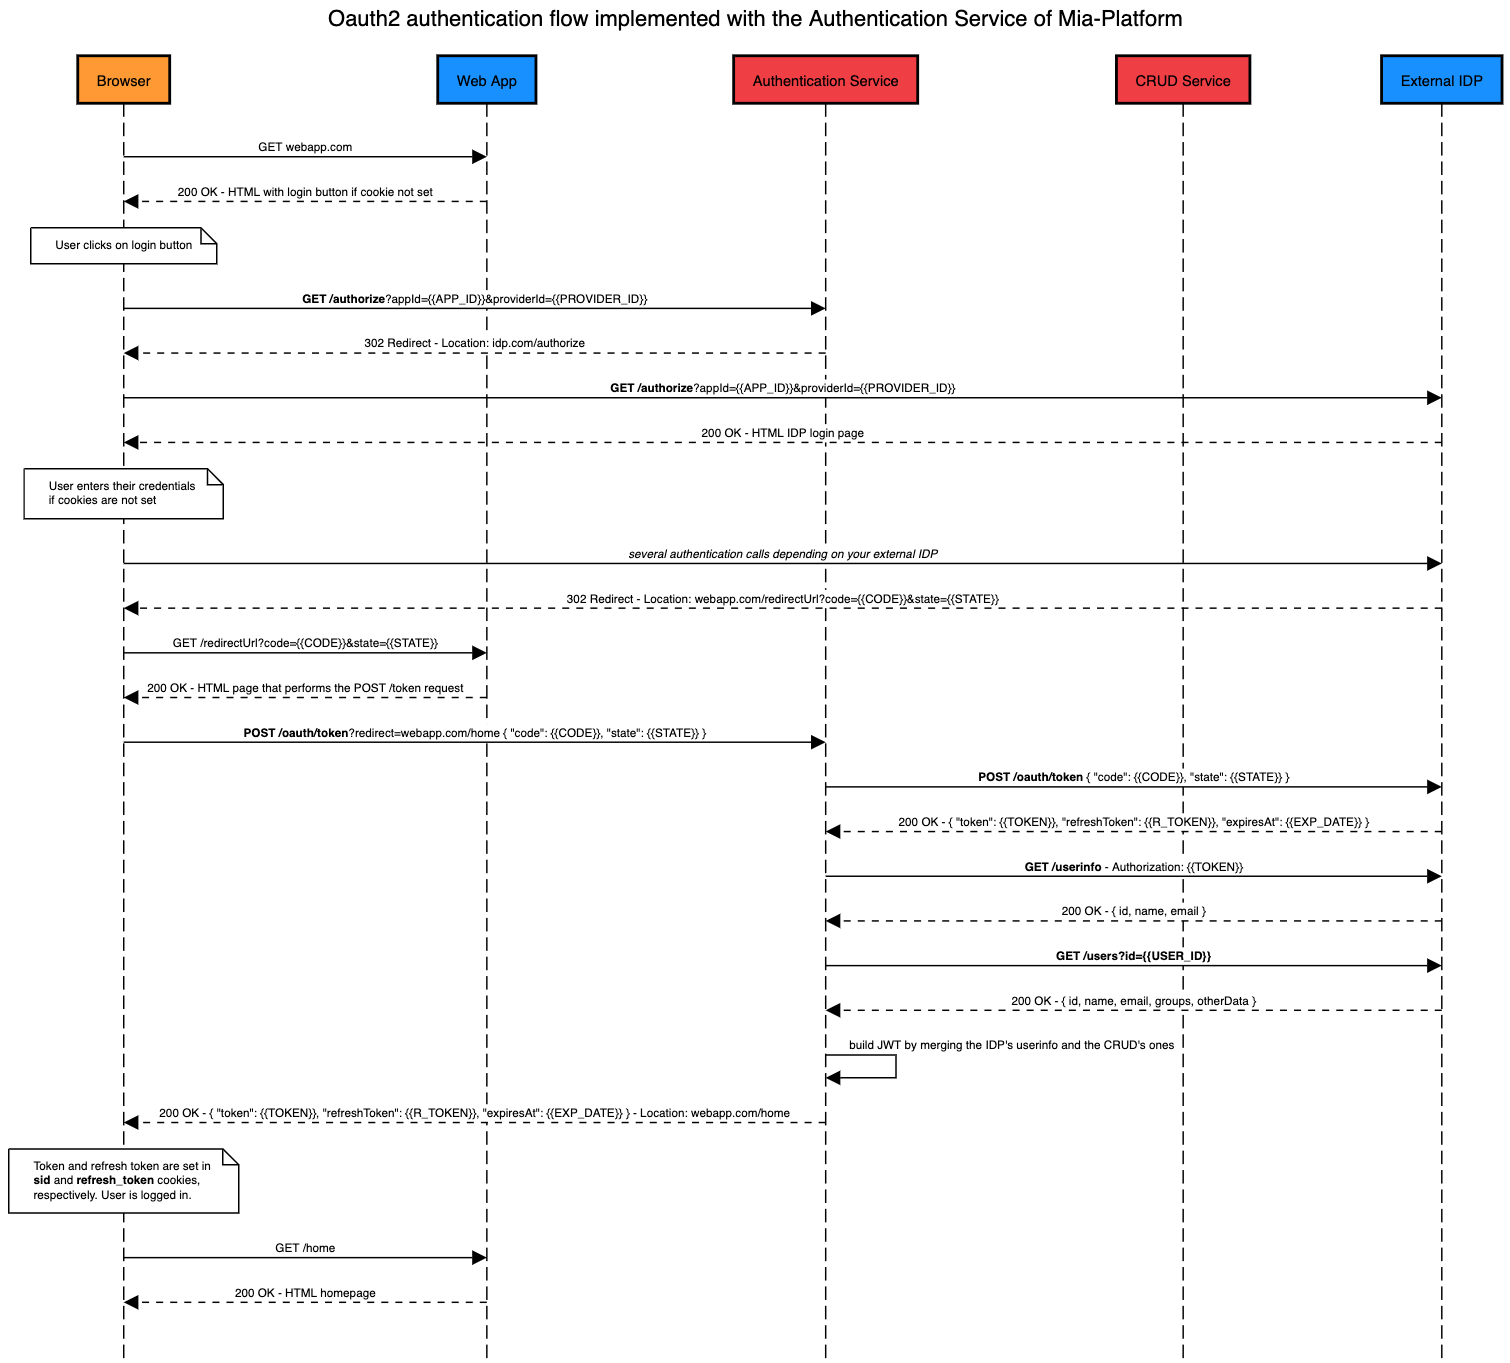 Oauth2 authentication flow implemented with the Authentication Service of Mia-Platform
Browser
Web App
Authentication Service
CRUD Service
External IDP
GET webapp.com
200 OK - HTML with login button if cookie not set
User clicks on login button
GET /authorize?appId={{APP_ID}}&providerId={{PROVIDER_ID}}
302 Redirect - Location: idp.com/authorize
GET /authorize?appId={{APP_ID}}&providerId={{PROVIDER_ID}}
200 OK - HTML IDP login page
User enters their credentials
if cookies are not set
several authentication calls depending on your external IDP
302 Redirect - Location: webapp.com/redirectUrl?code={{CODE}}&state={{STATE}}
GET /redirectUrl?code={{CODE}}&state={{STATE}}
200 OK - HTML page that performs the POST /token request
POST /oauth/token?redirect=webapp.com/home { "code": {{CODE}}, "state": {{STATE}} }
POST /oauth/token { "code": {{CODE}}, "state": {{STATE}} }
200 OK - { "token": {{TOKEN}}, "refreshToken": {{R_TOKEN}}, "expiresAt": {{EXP_DATE}} }
GET /userinfo - Authorization: {{TOKEN}}
200 OK - { id, name, email }
GET /users?id={{USER_ID}}
200 OK - { id, name, email, groups, otherData }
build JWT by merging the IDP's userinfo and the CRUD's ones
200 OK - { "token": {{TOKEN}}, "refreshToken": {{R_TOKEN}}, "expiresAt": {{EXP_DATE}} } - Location: webapp.com/home
Token and refresh token are set in
sid and refresh_token cookies,
respectively. User is logged in.
GET /home
200 OK - HTML homepage